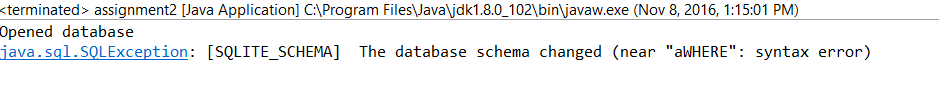 <terminated> assignment2 [Java Application] C:\Program Files\Java\jdk1.8.0_102\bin\javaw.exe (Nov 8, 2016, 1:15:01 PM)
Opened database
java.sql.SQLException: [SQLITE_SCHEMA]  The database schema changed (near "aWHERE": syntax error)